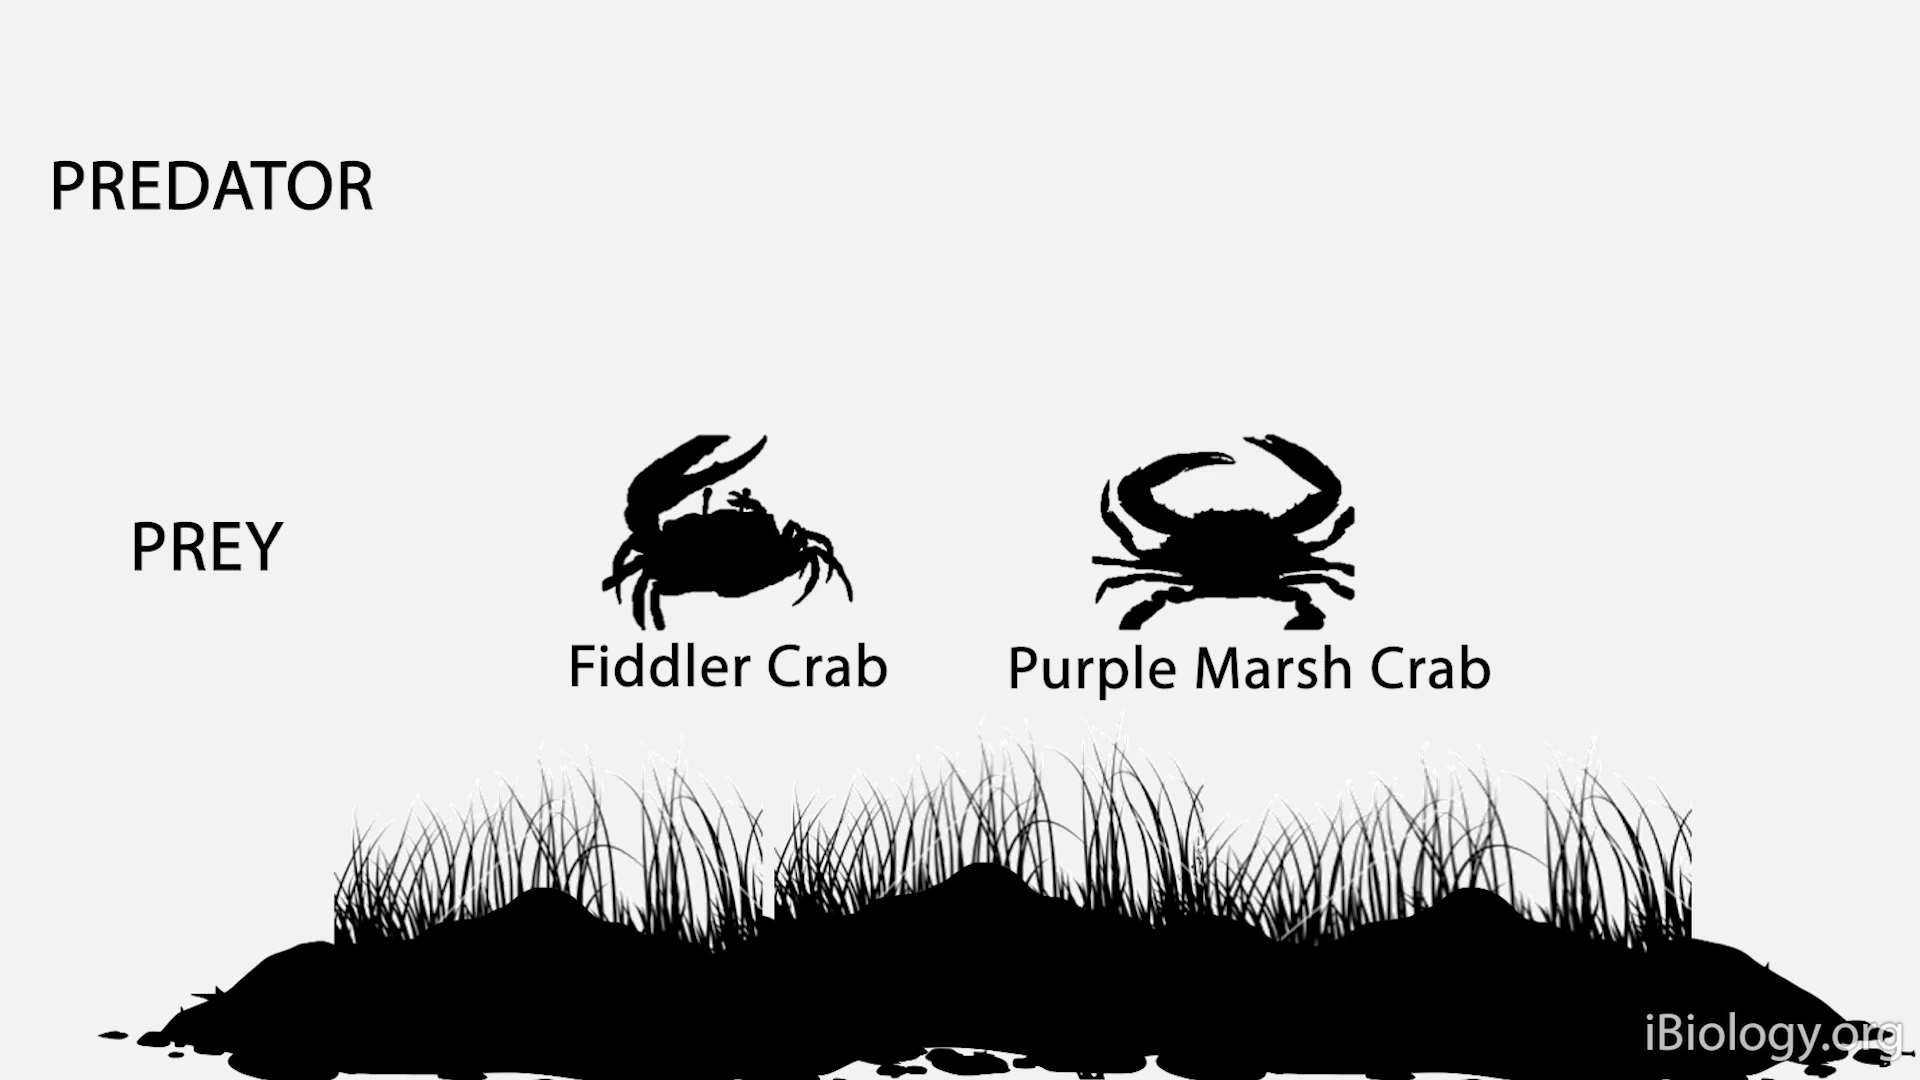 PREDATOR
PREY
Fiddler Crab
Purple Marsh Crab
iBiology.org